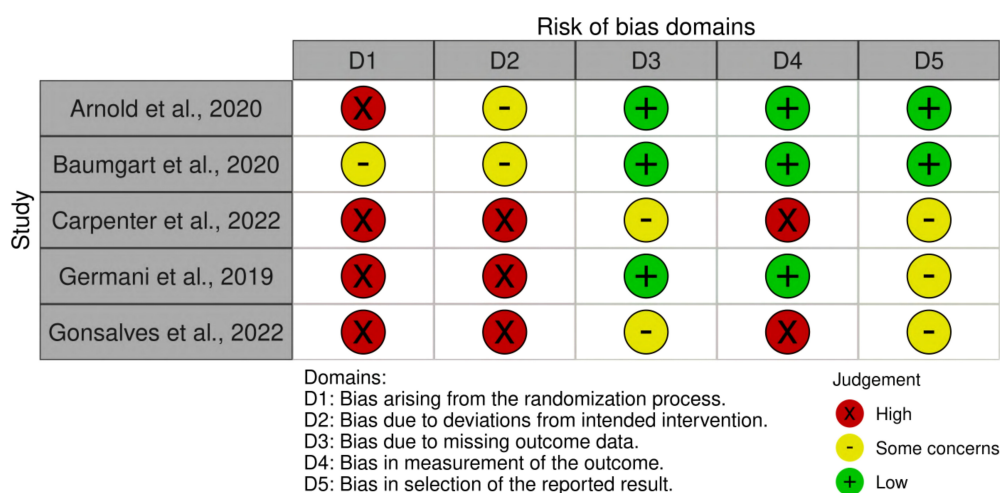 Risk of bias domains
D1 D2 D3 D4 D5
Study
Arnold et al., 2020 X - + + +
Baumgart et al., 2020 - - + + +
Carpenter et al., 2022 X X - X -
Germani et al., 2019 X X + + -
Gonsalves et al., 2022 X X - X -
Domains:
D1: Bias arising from the randomization process.
D2: Bias due to deviations from intended intervention.
D3: Bias due to missing outcome data.
D4: Bias in measurement of the outcome.
D5: Bias in selection of the reported result.
Judgement
X High
- Some concerns
+ Low